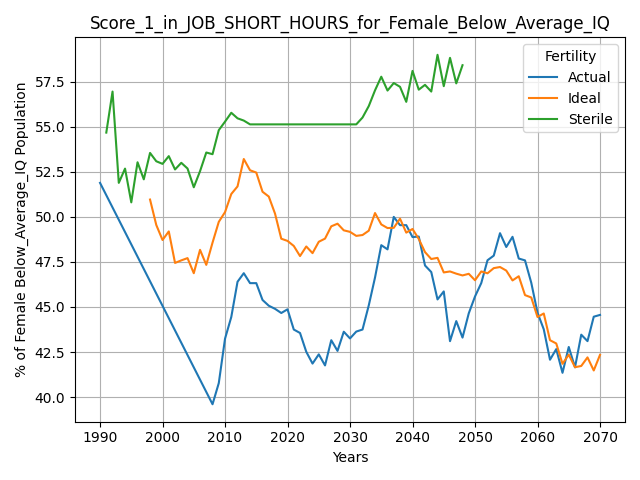 Score_1_in_JOB_SHORT_HOURS_for_Female_Below_Average_IQ
% of Female Below_Average_IQ Population
57.5
55.0
52.5
50.0
47.5
45.0
42.5
40.0
Fertility
Actual
Ideal
Sterile
1990
2000
2010
2020
2030
2040
2050
2060
2070
Years